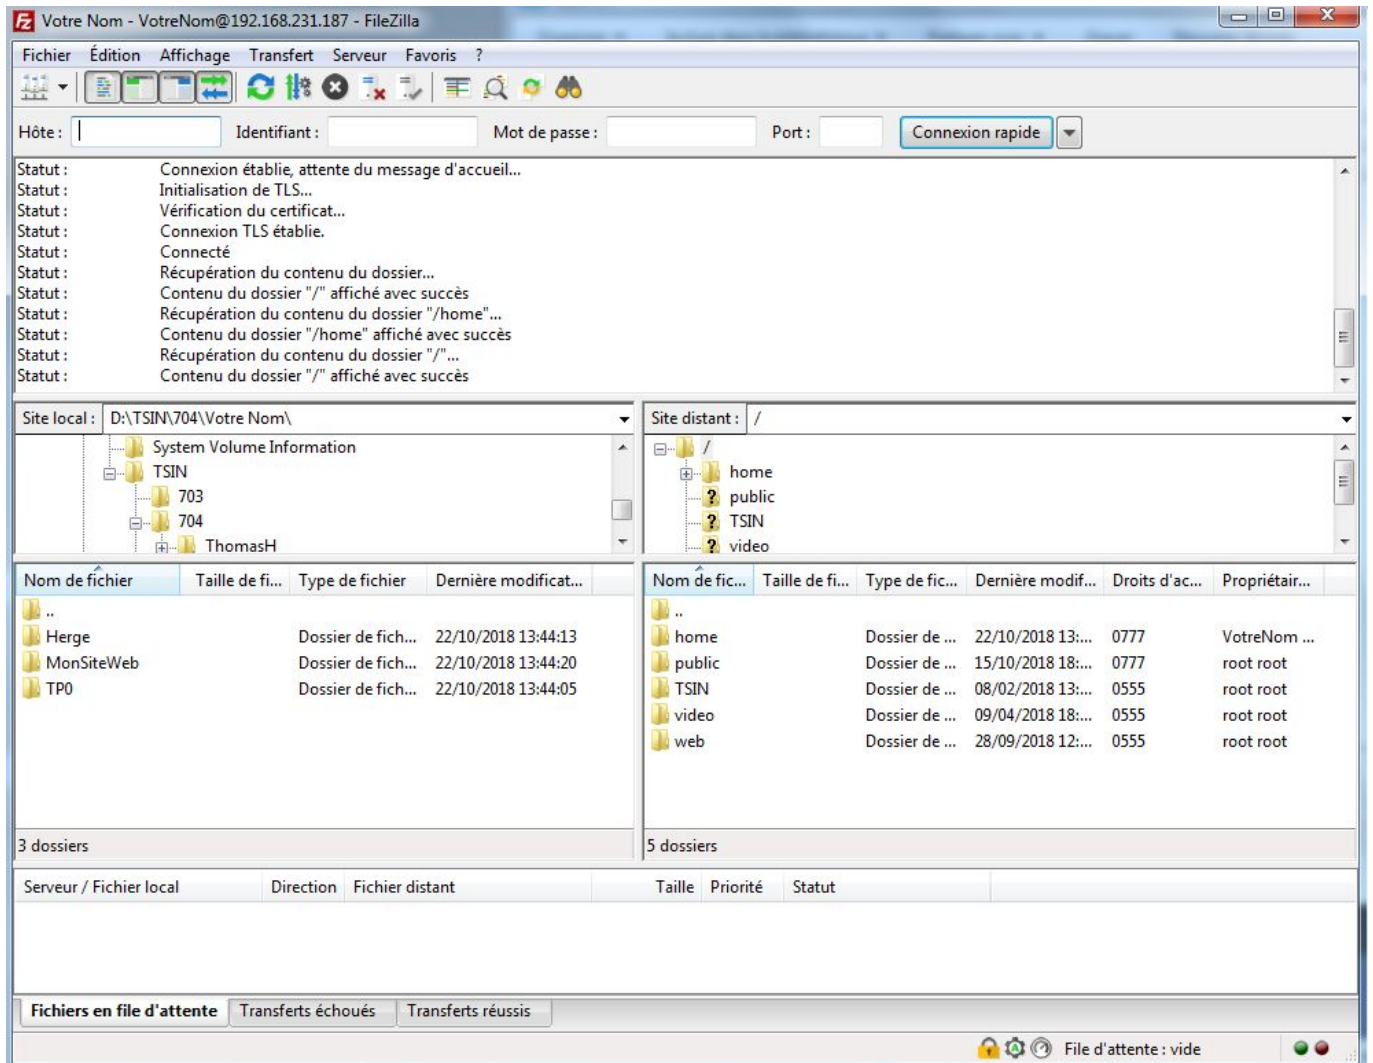 Votre Nom - VotreNom@192.168.231.187 - FileZilla
Fichier Édition Affichage Transfert Serveur Favoris ?
Hôte : Identifiant : Mot de passe : Port : Connexion rapide
Statut : Connexion établie, attente du message d'accueil...
Statut : Initialisation de TLS...
Statut : Vérification du certificat...
Statut : Connexion TLS établie.
Statut : Connecté
Statut : Récupération du contenu du dossier...
Statut : Contenu du dossier "/" affiché avec succès
Statut : Récupération du contenu du dossier "/home"...
Statut : Contenu du dossier "/home" affiché avec succès
Statut : Récupération du contenu du dossier "/"...
Statut : Contenu du dossier "/" affiché avec succès
Site local : D:\TSIN\704\Votre Nom\
System Volume Information
TSIN
703
704
ThomasH
Nom de fichier Taille de fi... Type de fichier Dernière modificat...
..
Herge Dossier de fich... 22/10/2018 13:44:13
MonSiteWeb Dossier de fich... 22/10/2018 13:44:20
TP0 Dossier de fich... 22/10/2018 13:44:05
3 dossiers
Site distant : /
/
home
? public
? TSIN
? video
Nom de fic... Taille de fi... Type de fic... Dernière modif... Droits d'ac... Propriétair...
..
home Dossier de ... 22/10/2018 13:... 0777 VotreNom ...
public Dossier de ... 15/10/2018 18:... 0777 root root
TSIN Dossier de ... 08/02/2018 13:... 0555 root root
video Dossier de ... 09/04/2018 18:... 0555 root root
web Dossier de ... 28/09/2018 12:... 0555 root root
5 dossiers
Serveur / Fichier local Direction Fichier distant Taille Priorité Statut
Fichiers en file d'attente Transferts échoués Transferts réussis
File d'attente : vide